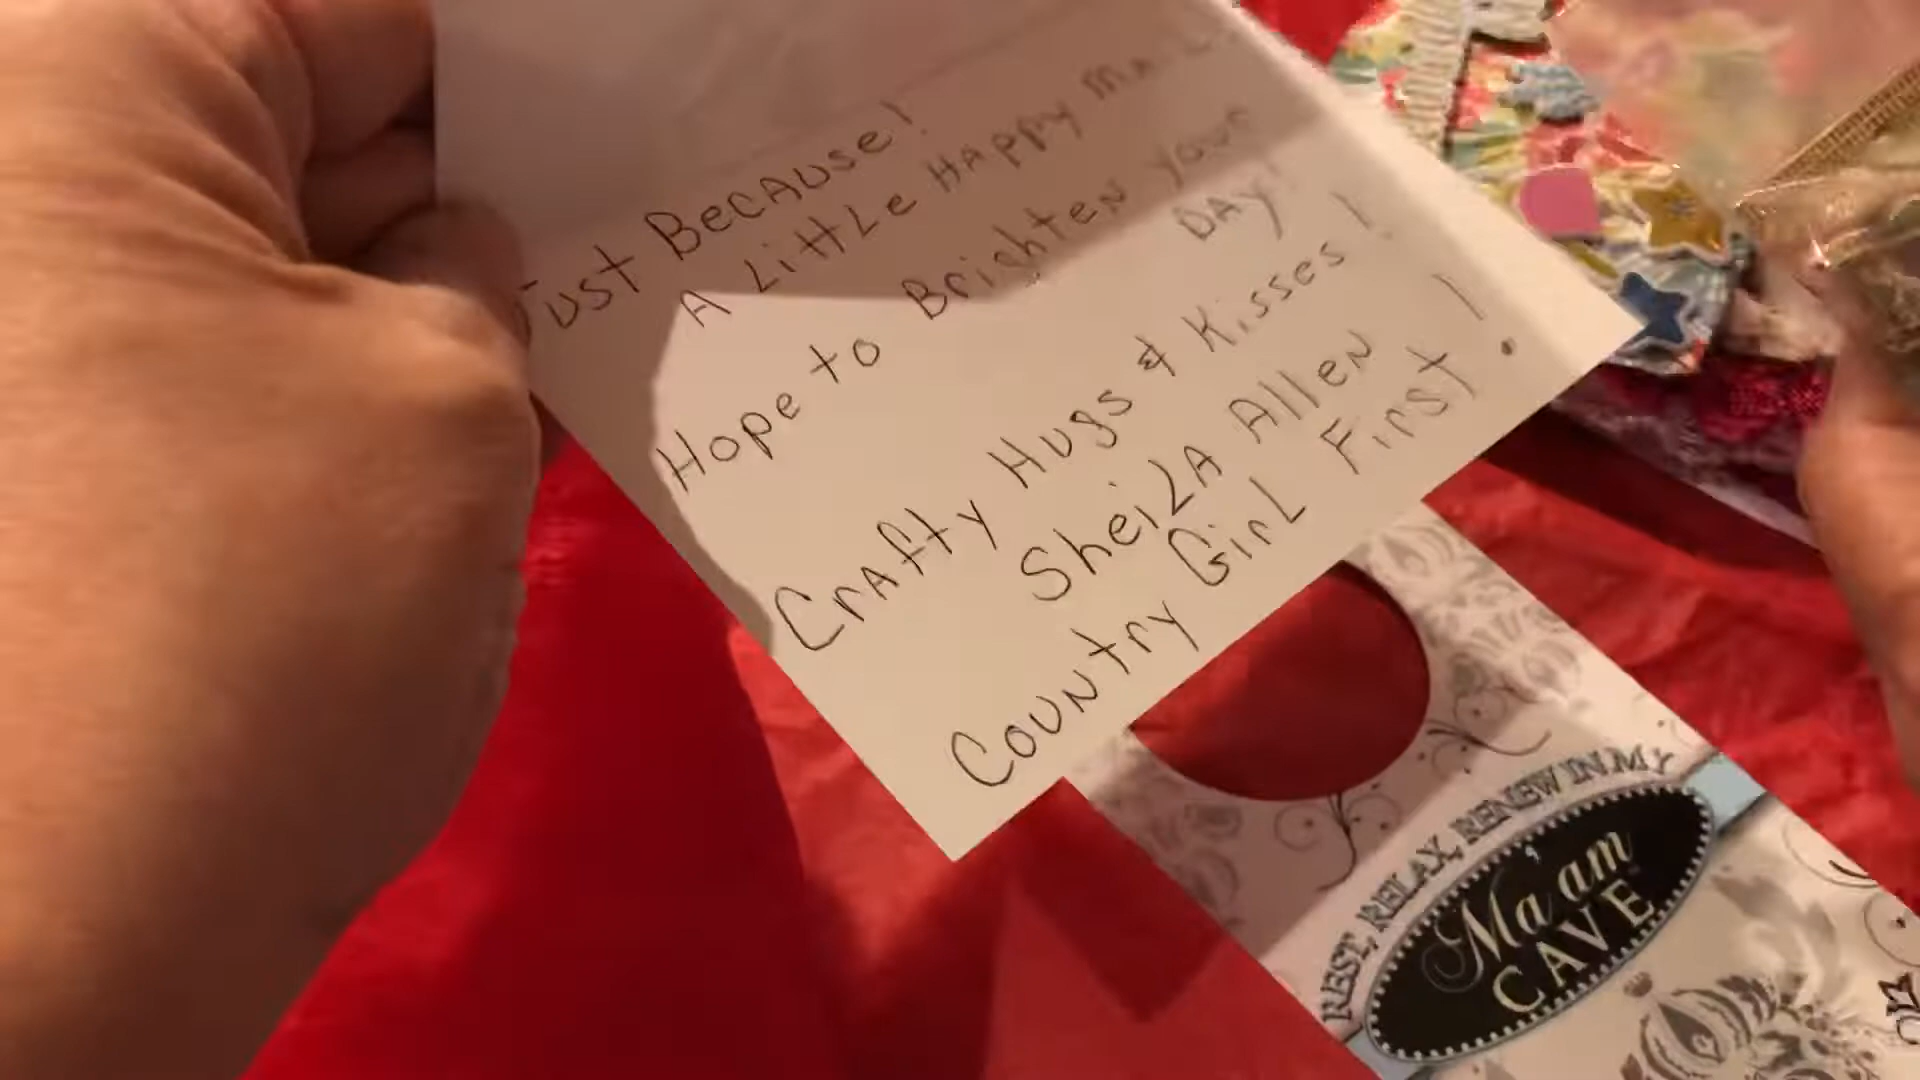 Just Because!
A Little Happy Mail
Hope to Brighten your
DAY!
Crafty Hugs & Kisses!
Sheila Allen
Country Girl First!
REST, RELAX, RENEW IN MY
Ma'am
CAVE